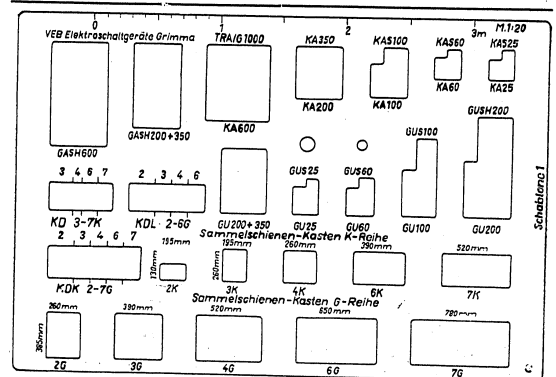 0 1 2 3m M.1:20
VEB Elektroschaltgeräte Grimma TRA/G1000 KA350 KAS100 KAS60 KAS25
KA200 KA100 KA60 KA25
GASH200+350 KA600 GUS100 GUSH200
GASH600
3 4 6 7 2 3 4 6 GUS25 GUS60
KD 3-7K KDL 2-6G GU200+350 GU25 GU60 GU100 GU200
Sammelschienen-Kasten K-Reihe
2 3 4 6 7 195mm 195mm 260mm 390mm 520mm
130mm 260mm
KDK 2-7G 2K 3K 4K 6K 7K
Sammelschienen-Kasten G-Reihe
260mm 390mm 520mm 650mm 780mm
365mm
2G 3G 4G 6G 7G
Schablone 1